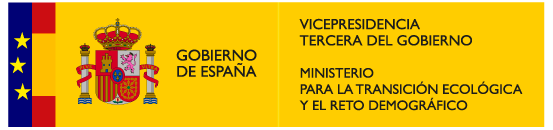 GOBIERNO
DE ESPAÑA
VICEPRESIDENCIA
TERCERA DEL GOBIERNO
MINISTERIO
PARA LA TRANSICIÓN ECOLÓGICA
Y EL RETO DEMOGRÁFICO